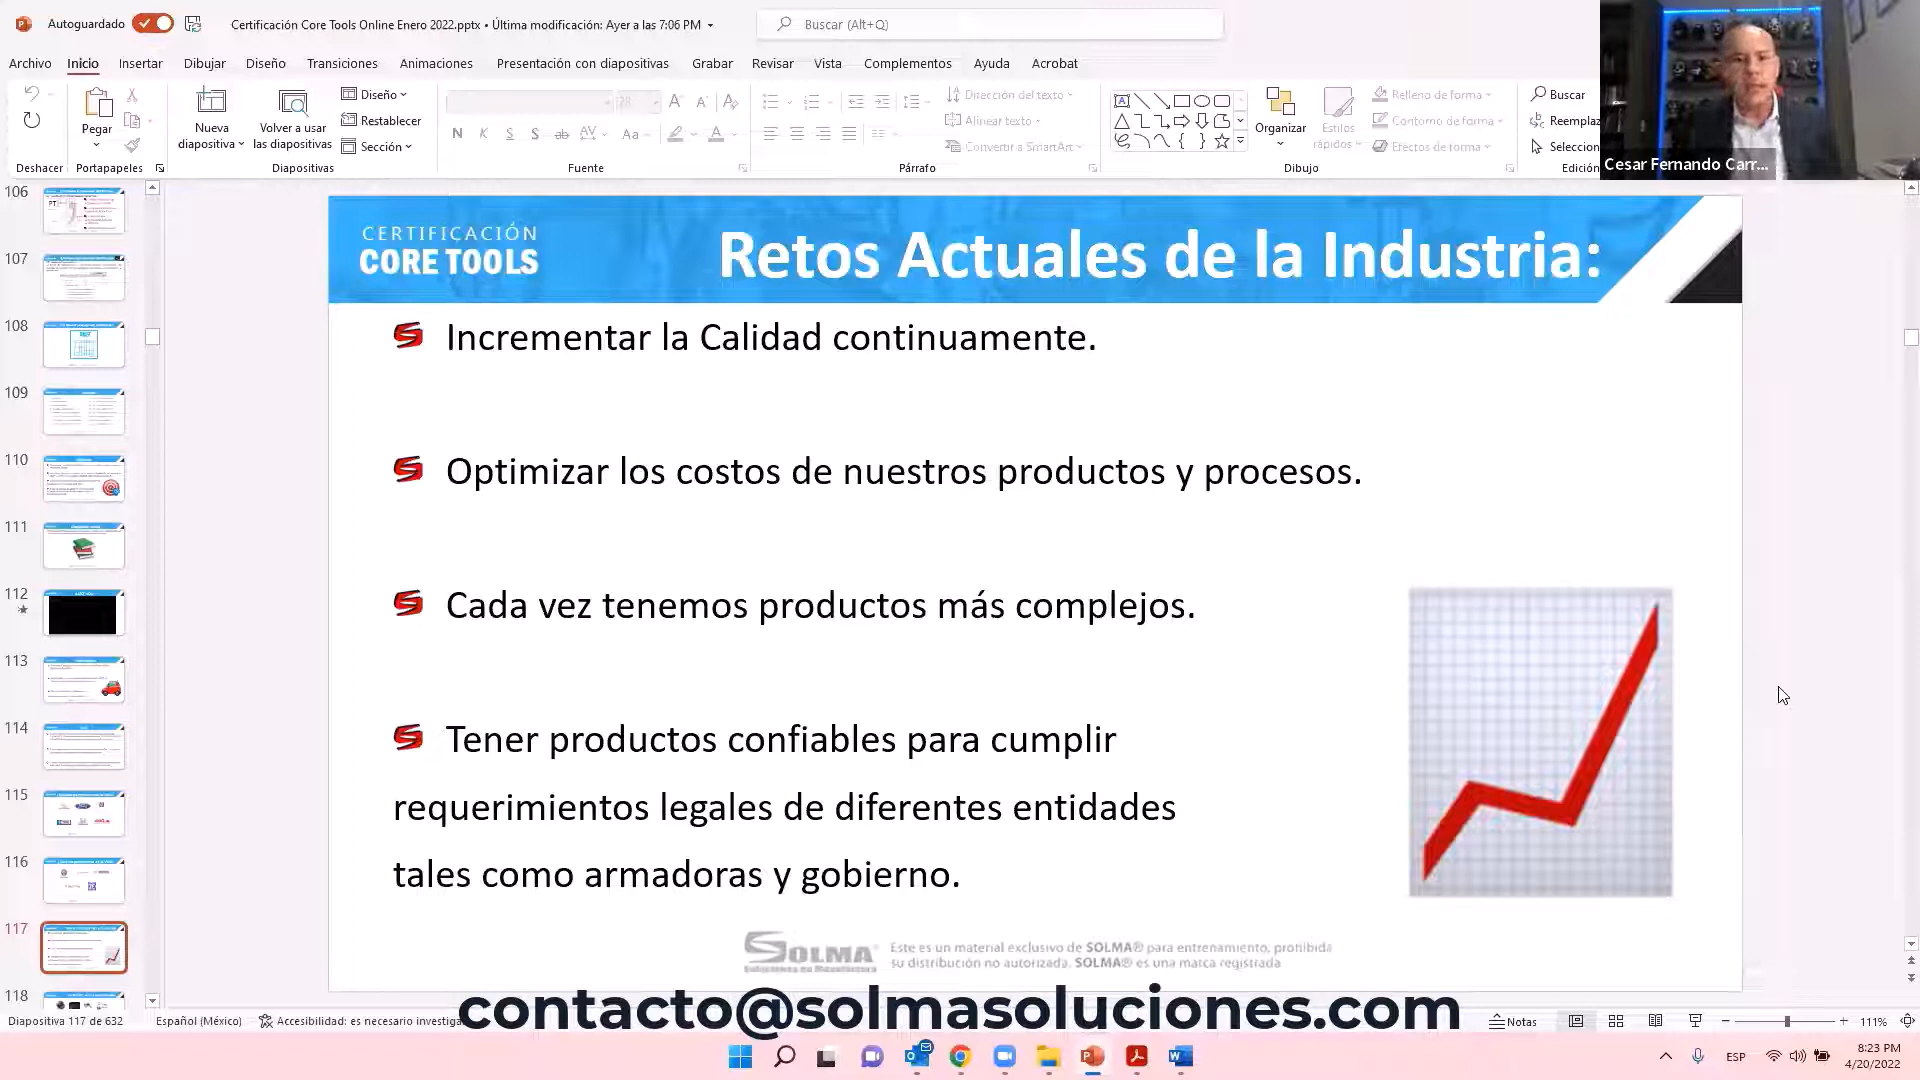 Autoguardado
Certificación Core Tools Online Enero 2022.pptx • Última modificación: Ayer a las 7:06 PM
Buscar (Alt+Q)
Archivo Inicio Insertar Dibujar Diseño Transiciones Animaciones Presentación con diapositivas Grabar Revisar Vista Complementos Ayuda Acrobat
Pegar
Nueva diapositiva
Volver a usar las diapositivas
Diseño
Restablecer
Sección
28
N K S S ab AV Aa A
Dirección del texto
Alinear texto
Convertir a SmartArt
Organizar
Estilos rápidos
Relleno de forma
Contorno de forma
Efectos de forma
Buscar
Reemplaz
Seleccion
Deshacer Portapapeles Diapositivas Fuente Párrafo Dibujo Edición
Cesar Fernando Carr...
106
107
108
109
110
111
112
113
114
115
116
117
118
CERTIFICACIÓN
CORE TOOLS
Retos Actuales de la Industria:
Incrementar la Calidad continuamente.
Optimizar los costos de nuestros productos y procesos.
Cada vez tenemos productos más complejos.
Tener productos confiables para cumplir
requerimientos legales de diferentes entidades
tales como armadoras y gobierno.
SOLMA
Este es un material exclusivo de SOLMA® para entrenamiento, prohibida
su distribución no autorizada. SOLMA® es una marca registrada
contacto@solmasoluciones.com
Diapositiva 117 de 632 Español (México) Accesibilidad: es necesario investiga
Notas
111%
ESP
8:23 PM
4/20/2022